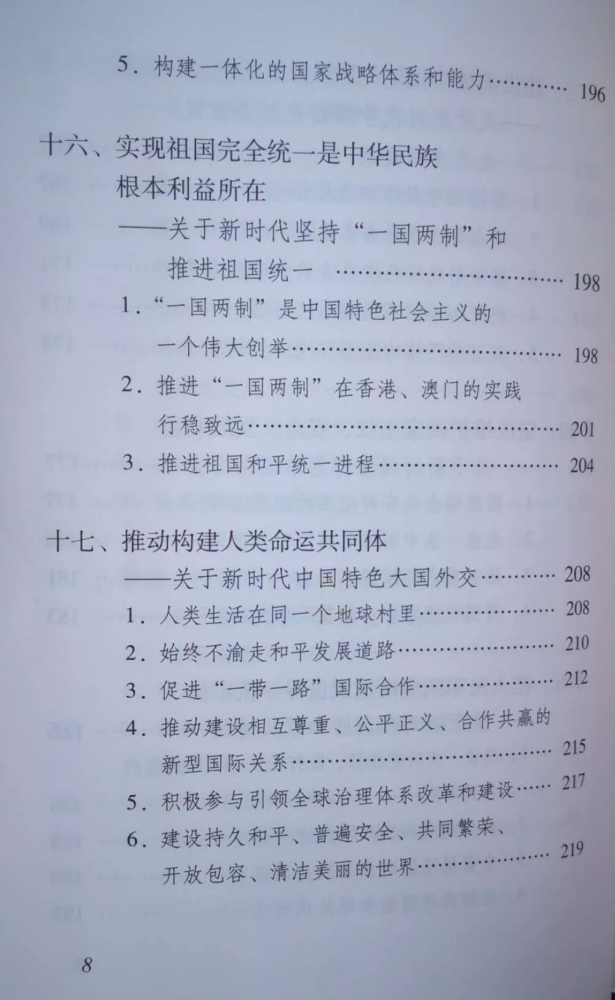 5. 构建一体化的国家战略体系和能力………… 196
十六、实现祖国完全统一是中华民族
根本利益所在
——关于新时代坚持“一国两制”和
推进祖国统一 ……………………………… 198
1. “一国两制”是中国特色社会主义的
一个伟大创举……………………………………… 198
2. 推进“一国两制”在香港、澳门的实践
行稳致远…………………………………………… 201
3. 推进祖国和平统一进程………………………… 204
十七、推动构建人类命运共同体
——关于新时代中国特色大国外交………… 208
1. 人类生活在同一个地球村里………………… 208
2. 始终不渝走和平发展道路…………………… 210
3. 促进“一带一路”国际合作………………… 212
4. 推动建设相互尊重、公平正义、合作共赢的
新型国际关系…………………………………… 215
5. 积极参与引领全球治理体系改革和建设…… 217
6. 建设持久和平、普遍安全、共同繁荣、
开放包容、清洁美丽的世界………………… 219
8